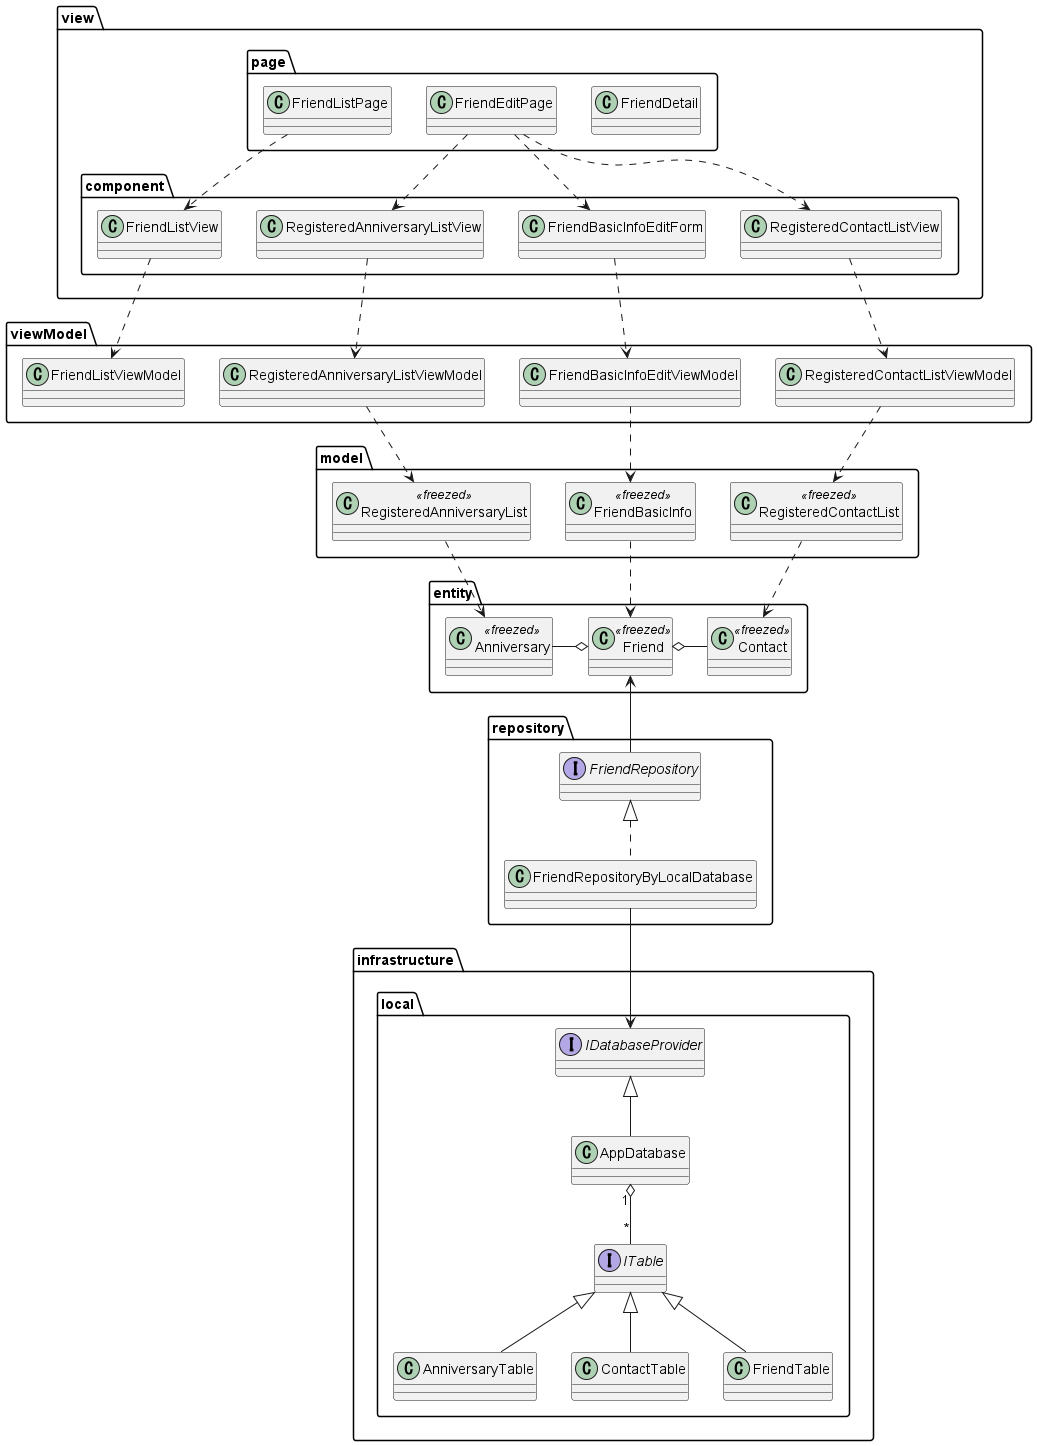 view
page
C FriendListPage
C FriendEditPage
C FriendDetail
component
C FriendListView
C RegisteredAnniversaryListView
C FriendBasicInfoEditForm
C RegisteredContactListView
viewModel
C FriendListViewModel
C RegisteredAnniversaryListViewModel
C FriendBasicInfoEditViewModel
C RegisteredContactListViewModel
model
«freezed»
C RegisteredAnniversaryList
«freezed»
C FriendBasicInfo
«freezed»
C RegisteredContactList
entity
«freezed»
C Anniversary
«freezed»
C Friend
«freezed»
C Contact
repository
I FriendRepository
C FriendRepositoryByLocalDatabase
infrastructure
local
I IDatabaseProvider
C AppDatabase
1
*
I ITable
C AnniversaryTable
C ContactTable
C FriendTable